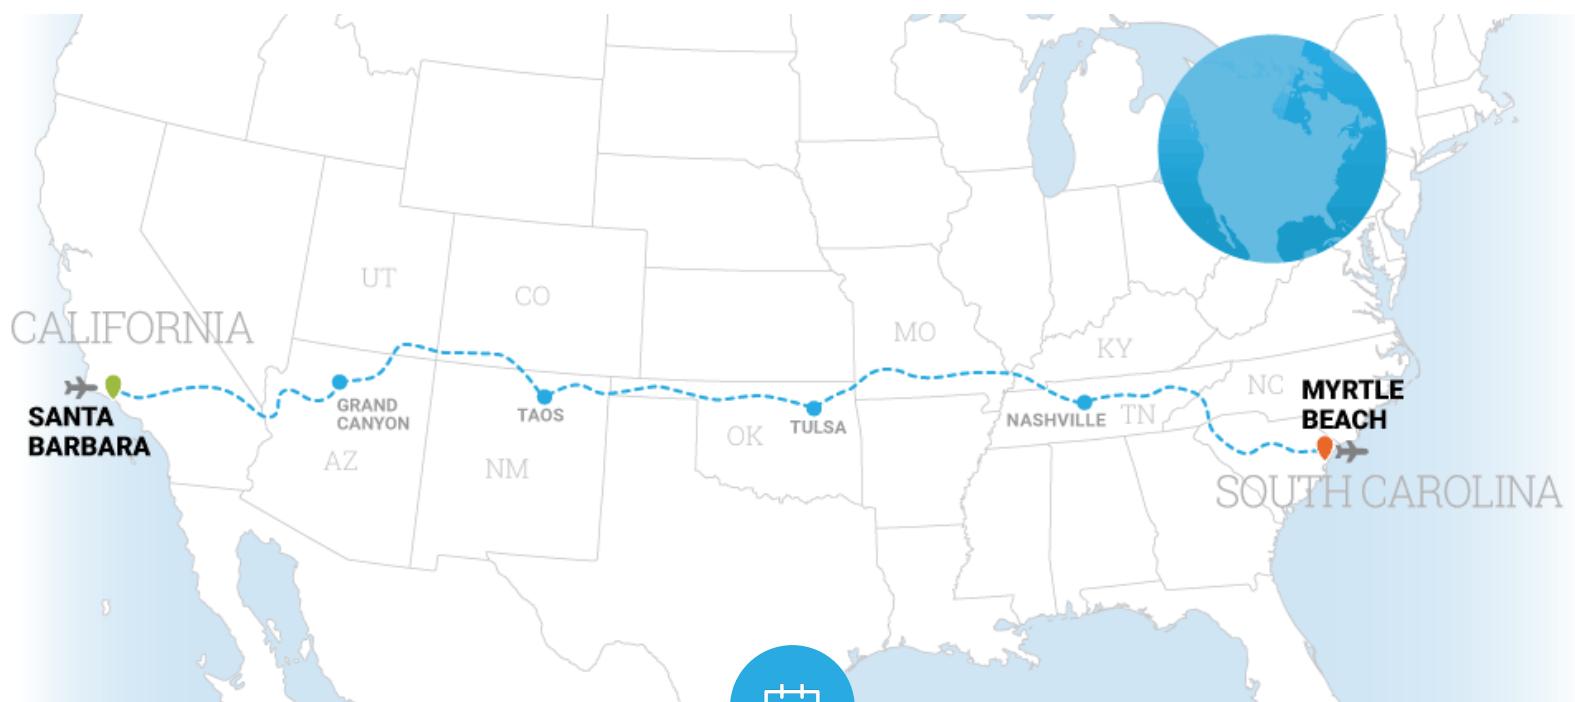 UT
CO
CALIFORNIA
MO
KY
SANTA
BARBARA
GRAND
CANYON
AZ
TAOS
NM
OK
TULSA
NASHVILLE
TN
NC
MYRTLE
BEACH
SOUTH CAROLINA